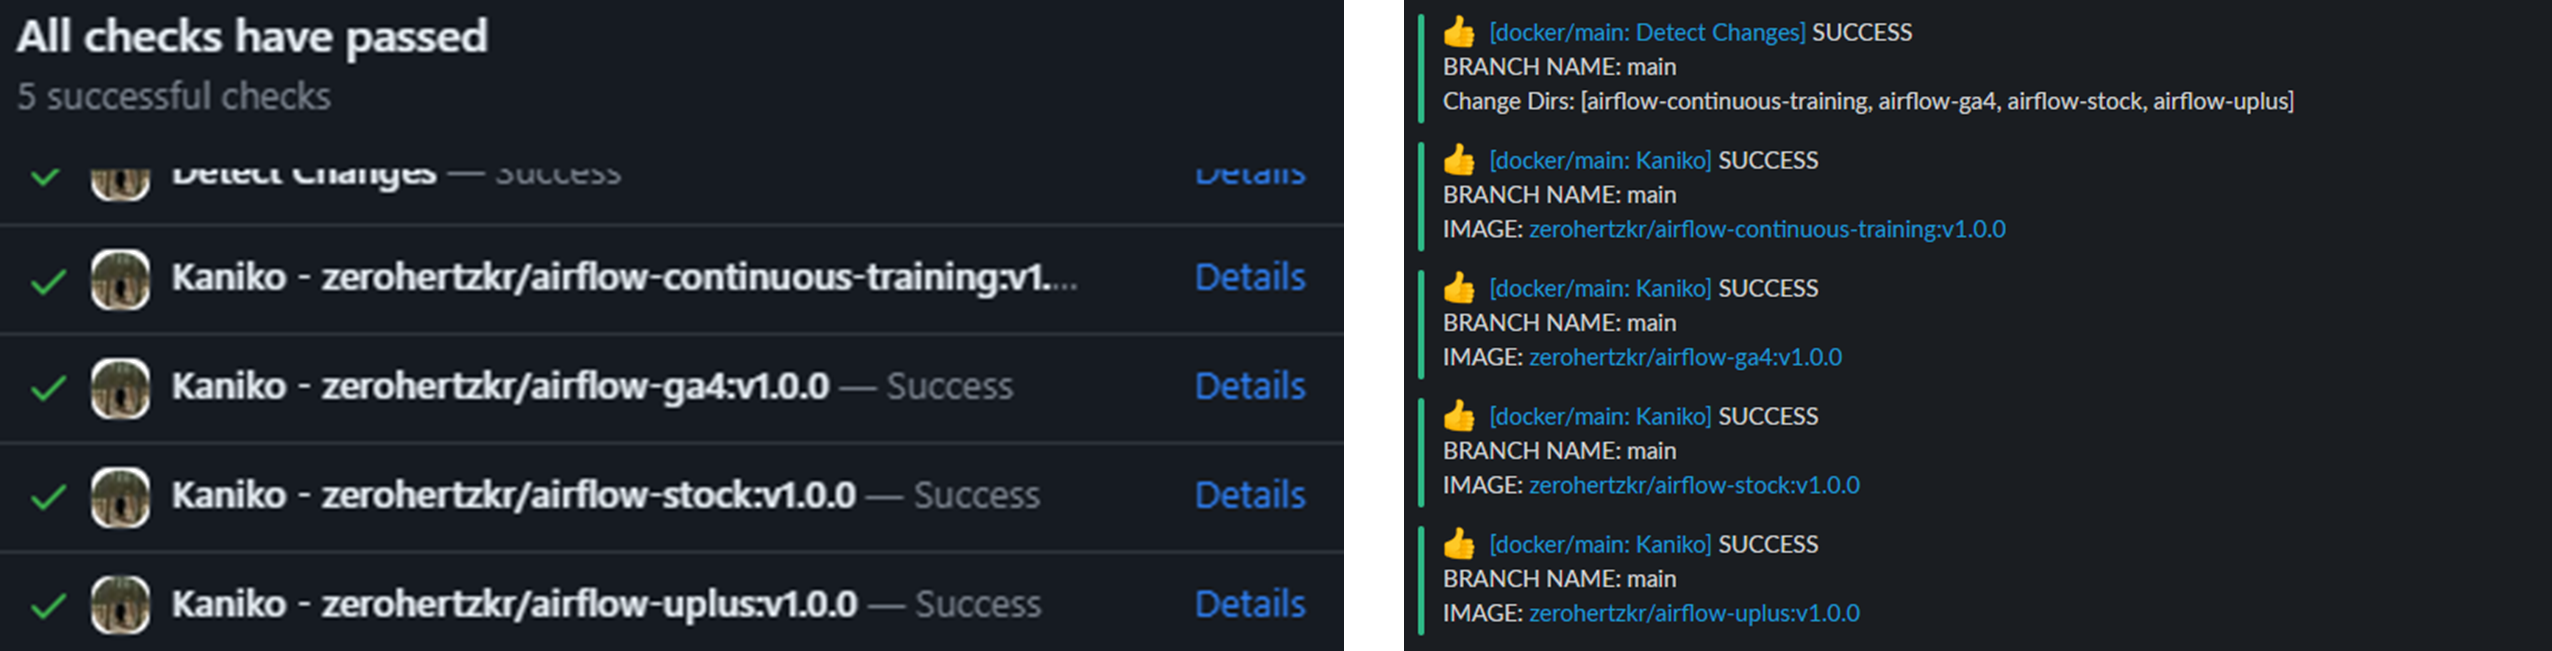 All checks have passed
5 successful checks
Detect Changes — Success Details
Kaniko - zerohertzkr/airflow-continuous-training:v1.... Details
Kaniko - zerohertzkr/airflow-ga4:v1.0.0 — Success Details
Kaniko - zerohertzkr/airflow-stock:v1.0.0 — Success Details
Kaniko - zerohertzkr/airflow-uplus:v1.0.0 — Success Details
👍 [docker/main: Detect Changes] SUCCESS
BRANCH NAME: main
Change Dirs: [airflow-continuous-training, airflow-ga4, airflow-stock, airflow-uplus]
👍 [docker/main: Kaniko] SUCCESS
BRANCH NAME: main
IMAGE: zerohertzkr/airflow-continuous-training:v1.0.0
👍 [docker/main: Kaniko] SUCCESS
BRANCH NAME: main
IMAGE: zerohertzkr/airflow-ga4:v1.0.0
👍 [docker/main: Kaniko] SUCCESS
BRANCH NAME: main
IMAGE: zerohertzkr/airflow-stock:v1.0.0
👍 [docker/main: Kaniko] SUCCESS
BRANCH NAME: main
IMAGE: zerohertzkr/airflow-uplus:v1.0.0